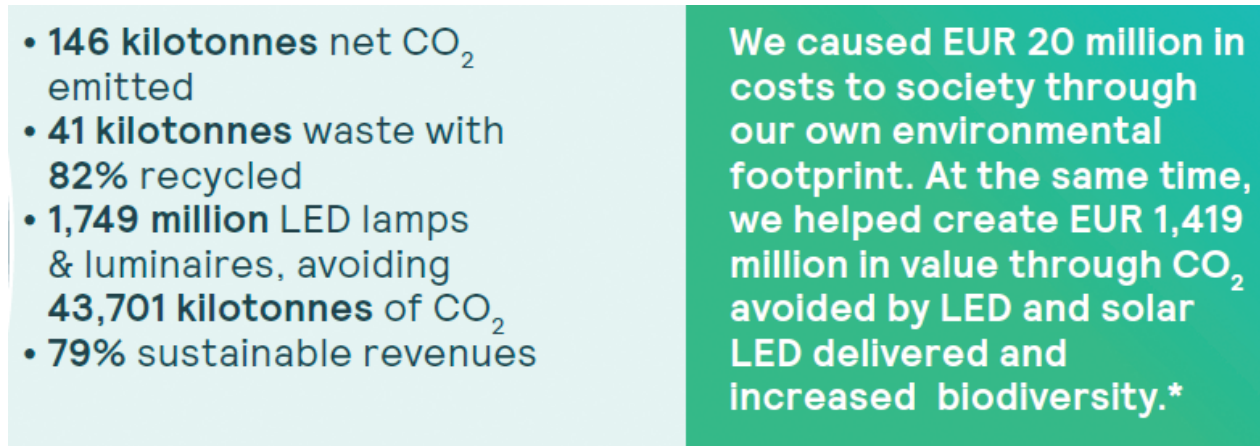 • 146 kilotonnes net CO₂
emitted
• 41 kilotonnes waste with
82% recycled
• 1,749 million LED lamps
& luminaires, avoiding
43,701 kilotonnes of CO₂
• 79% sustainable revenues
We caused EUR 20 million in
costs to society through
our own environmental
footprint. At the same time,
we helped create EUR 1,419
million in value through CO₂
avoided by LED and solar
LED delivered and
increased  biodiversity.*